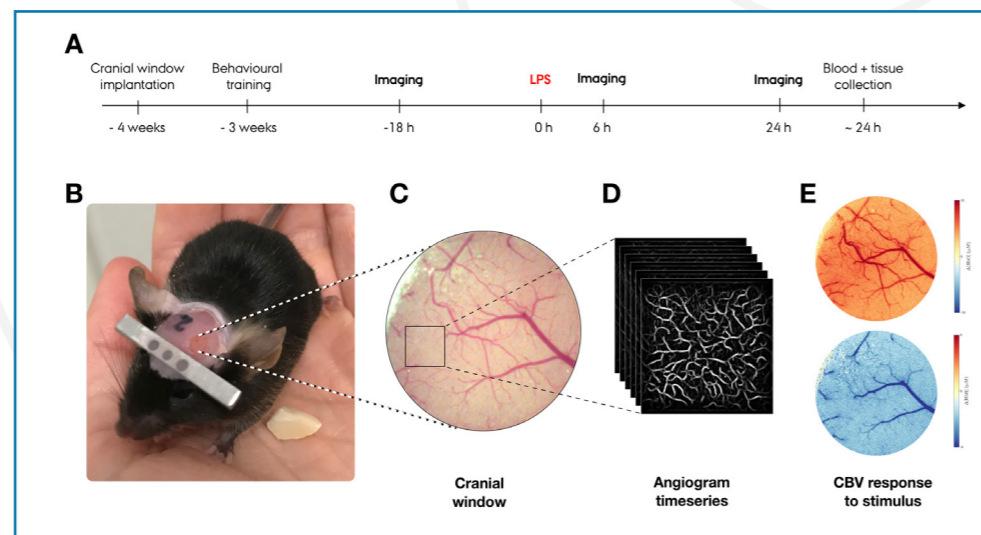 A
Cranial window
implantation
Behavioural
training
Imaging
LPS
Imaging
Imaging
Blood + tissue
collection
- 4 weeks
- 3 weeks
-18 h
0 h
6 h
24 h
~ 24 h
B
C
D
E
2
Cranial
window
Angiogram
timeseries
CBV response
to stimulus